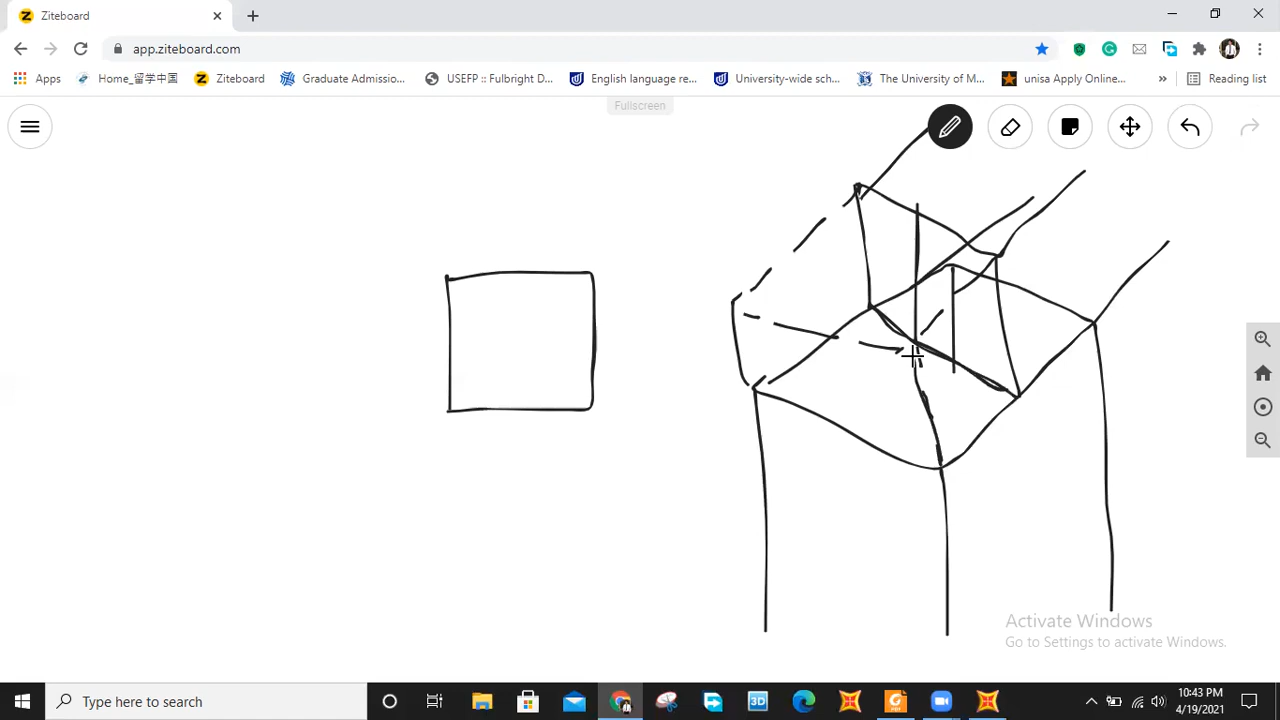 Ziteboard
app.ziteboard.com
Apps
Home_留学中国
Ziteboard
Graduate Admissio...
USEFP :: Fulbright D...
English language re...
University-wide sch...
The University of M...
unisa Apply Online...
»
Reading list
Fullscreen
Activate Windows
Go to Settings to activate Windows.
Type here to search
3D
10:43 PM
4/19/2021